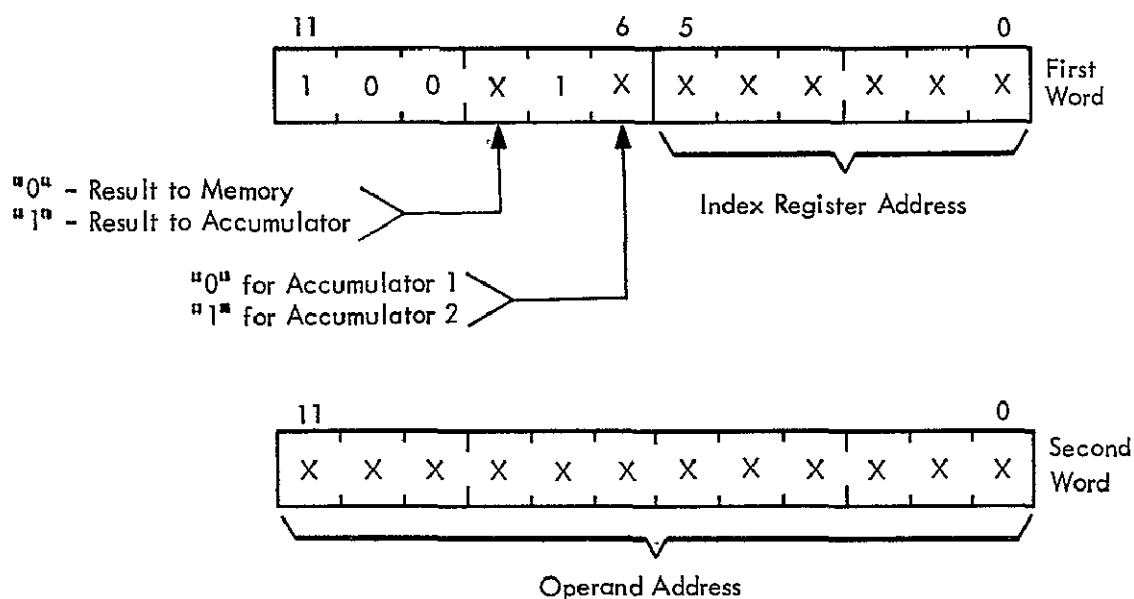 11 6 5 0
1 0 0 X 1 X X X X X X X
First
Word
"0" - Result to Memory
"1" - Result to Accumulator
Index Register Address
"0" for Accumulator 1
"1" for Accumulator 2
11 0
X X X X X X X X X X X X
Second
Word
Operand Address